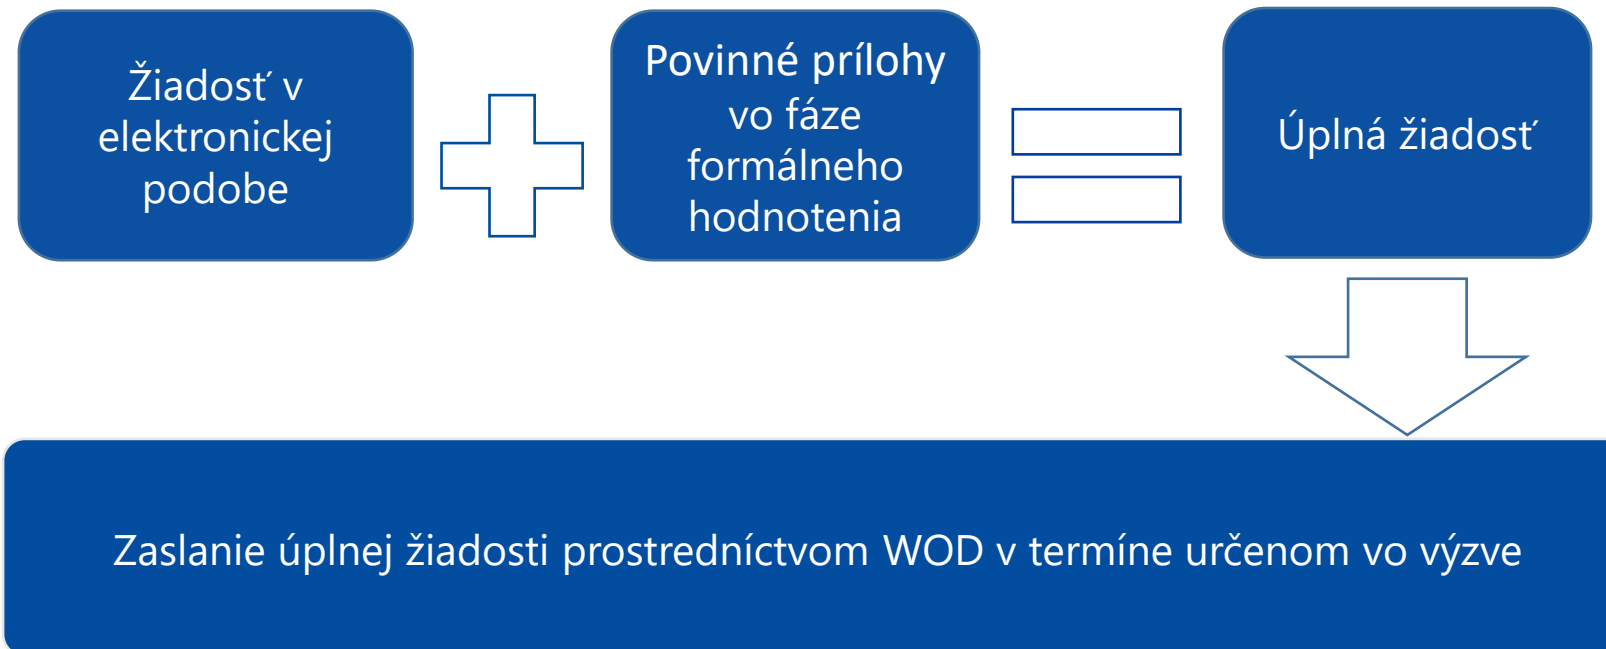 Žiadosť v
elektronickej
podobe
Povinné prílohy
vo fáze
formálneho
hodnotenia
Úplná žiadosť
Zaslanie úplnej žiadosti prostredníctvom WOD v termíne určenom vo výzve